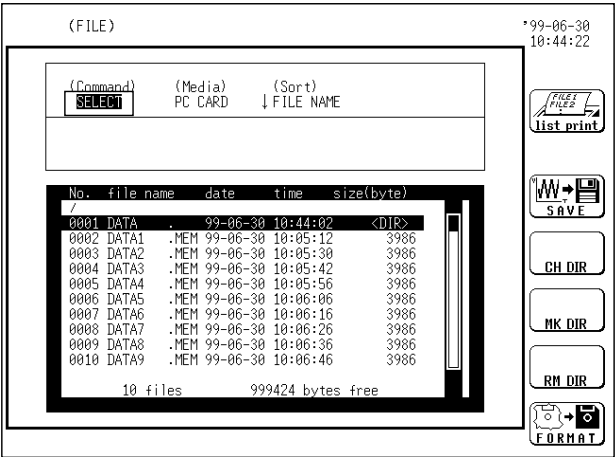 (FILE)
'99-06-30
10:44:22
(Command) (Media) (Sort)
SELECT PC CARD ↓FILE NAME
No. file name date time size(byte)
/
0001 DATA . 99-06-30 10:44:02 <DIR>
0002 DATA1 .MEM 99-06-30 10:05:12 3986
0003 DATA2 .MEM 99-06-30 10:05:30 3986
0004 DATA3 .MEM 99-06-30 10:05:42 3986
0005 DATA4 .MEM 99-06-30 10:05:56 3986
0006 DATA5 .MEM 99-06-30 10:06:06 3986
0007 DATA6 .MEM 99-06-30 10:06:16 3986
0008 DATA7 .MEM 99-06-30 10:06:26 3986
0009 DATA8 .MEM 99-06-30 10:06:36 3986
0010 DATA9 .MEM 99-06-30 10:06:46 3986
10 files 999424 bytes free
FILE1
FILE2
list print
SAVE
CH DIR
MK DIR
RM DIR
FORMAT